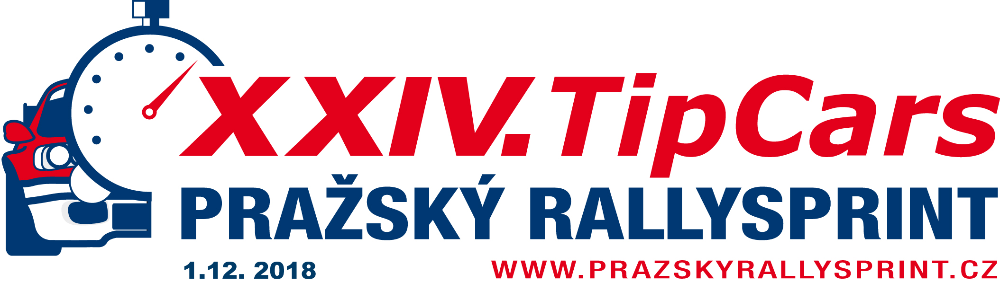 XXIV.TipCars
PRAŽSKÝ RALLYSPRINT
1.12. 2018
WWW.PRAZSKYRALLYSPRINT.CZ